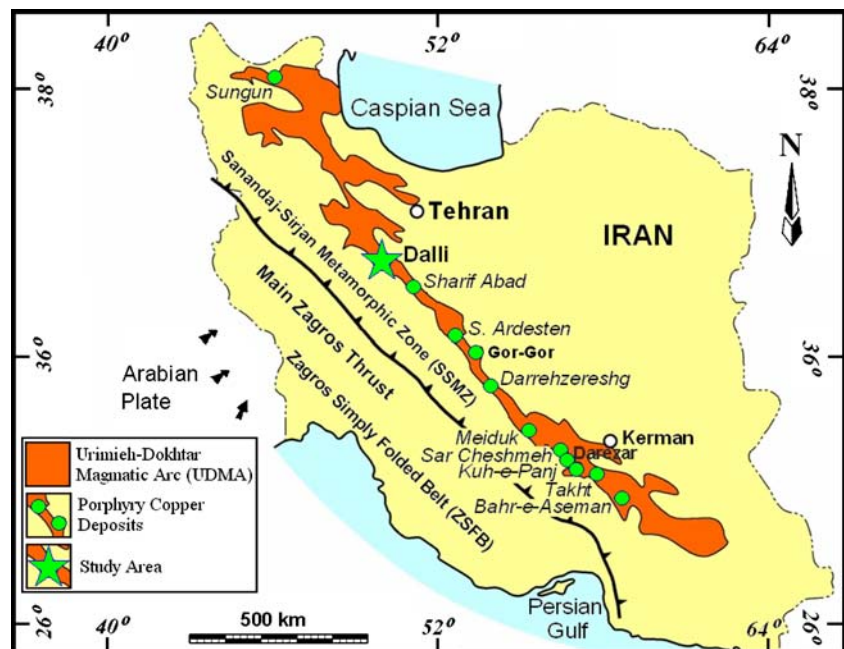 40°
52°
64°
38°
38°
Sungun
Caspian Sea
N
Tehran
IRAN
Sanandaj-Sirjan Metamorphic Zone (SSMZ)
Dalli
Sharif Abad
Main Zagros Thrust
S. Ardesten
36°
36°
Gor-Gor
Arabian
Plate
Darrehzereshg
Zagros Simply Folded Belt (ZSFB)
Meiduk
Kerman
Sar Cheshmeh
Darezar
Kuh-e-Panj
Takht
Bahr-e-Aseman
Urimieh-Dokhtar
Magmatic Arc (UDMA)
Porphyry Copper
Deposits
Study Area
Persian
Gulf
500 km
26°
26°
40°
52°
64°